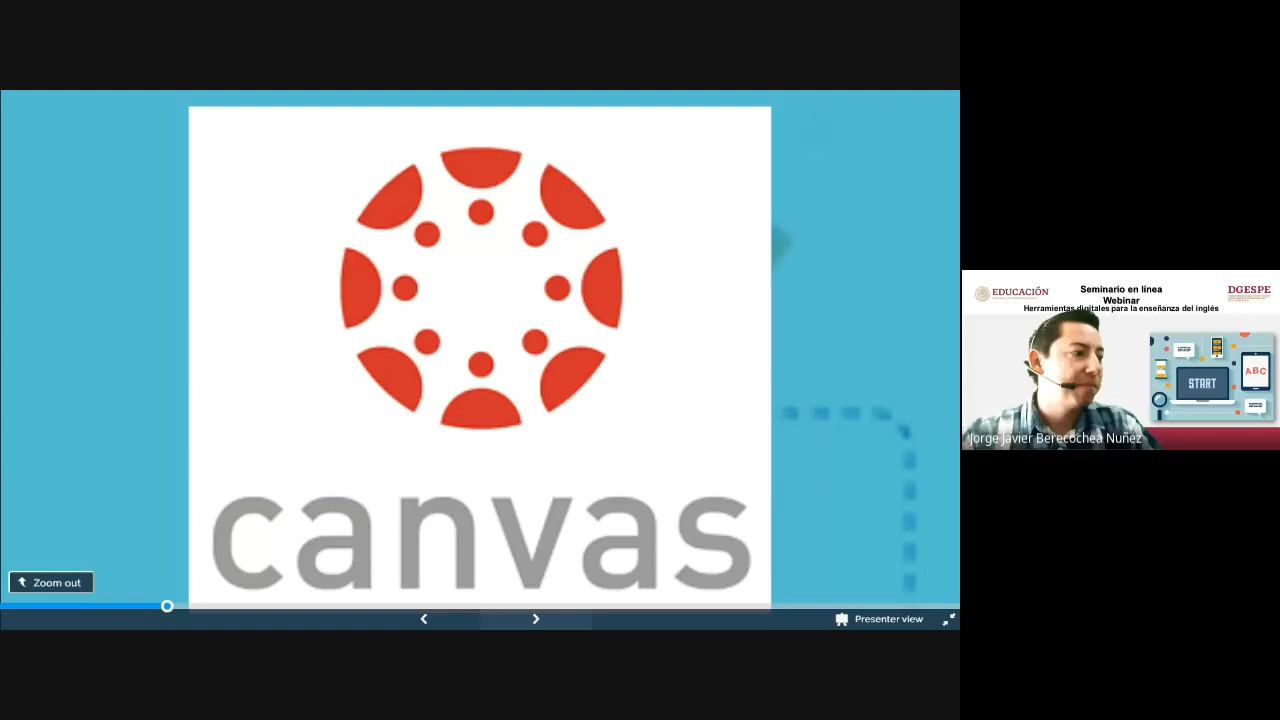 canvas
Zoom out
Presenter view
EDUCACIÓN
Seminario en línea
Webinar
Herramientas digitales para la enseñanza del inglés
DGESPE
START
ABC
Jorge Javier Berecochea Nuñez